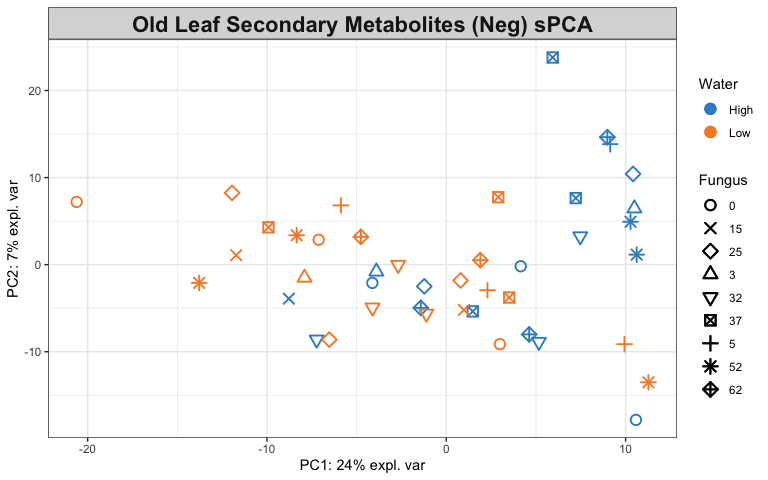 Old Leaf Secondary Metabolites (Neg) sPCA
20
10
0
-10
-20
-10
0
10
PC2: 7% expl. var
PC1: 24% expl. var
Water
High
Low
Fungus
0
15
25
3
32
37
5
52
62